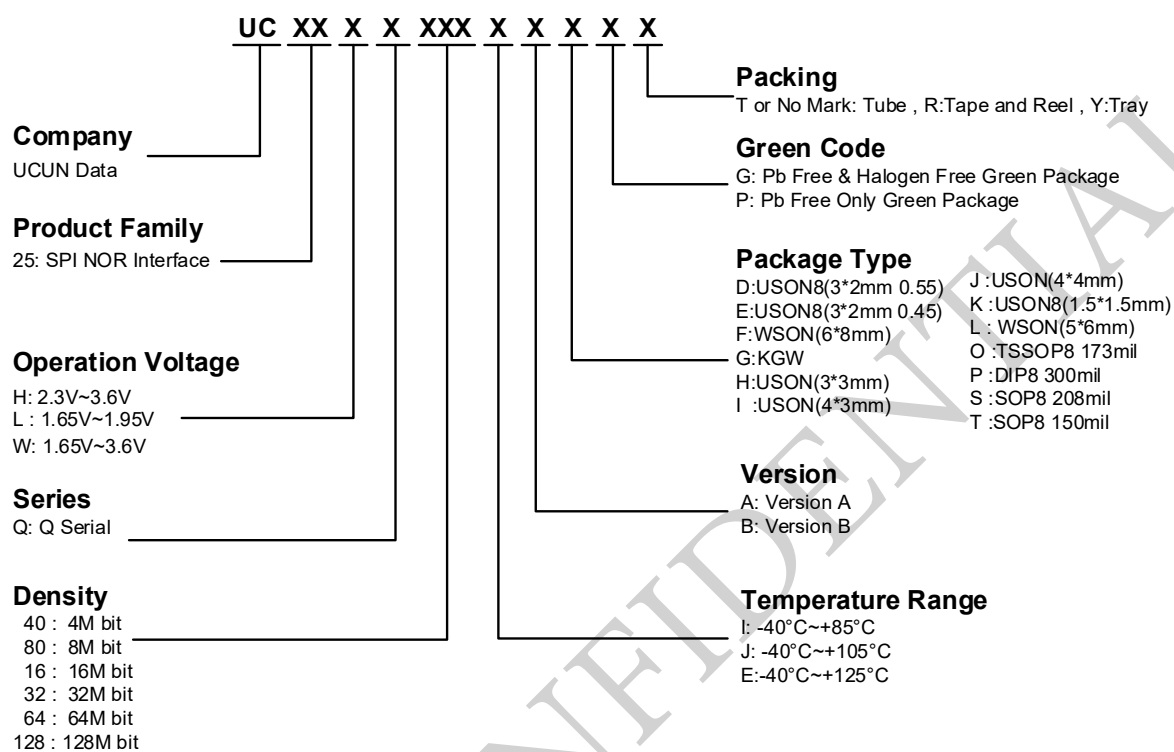 UC XX X X XXX X X X X X
Company
UCUN Data
Product Family
25: SPI NOR Interface
Operation Voltage
H: 2.3V~3.6V
L : 1.65V~1.95V
W: 1.65V~3.6V
Series
Q: Q Serial
Density
40 : 4M bit
80 : 8M bit
16 : 16M bit
32 : 32M bit
64 : 64M bit
128 : 128M bit
Packing
T or No Mark: Tube , R:Tape and Reel , Y:Tray
Green Code
G: Pb Free & Halogen Free Green Package
P: Pb Free Only Green Package
Package Type
D:USON8(3*2mm 0.55)
E:USON8(3*2mm 0.45)
F:WSON(6*8mm)
G:KGW
H:USON(3*3mm)
I :USON(4*3mm)
J :USON(4*4mm)
K :USON8(1.5*1.5mm)
L : WSON(5*6mm)
O :TSSOP8 173mil
P :DIP8 300mil
S :SOP8 208mil
T :SOP8 150mil
Version
A: Version A
B: Version B
Temperature Range
I: -40°C~+85°C
J: -40°C~+105°C
E:-40°C~+125°C
NFIDENTIAL